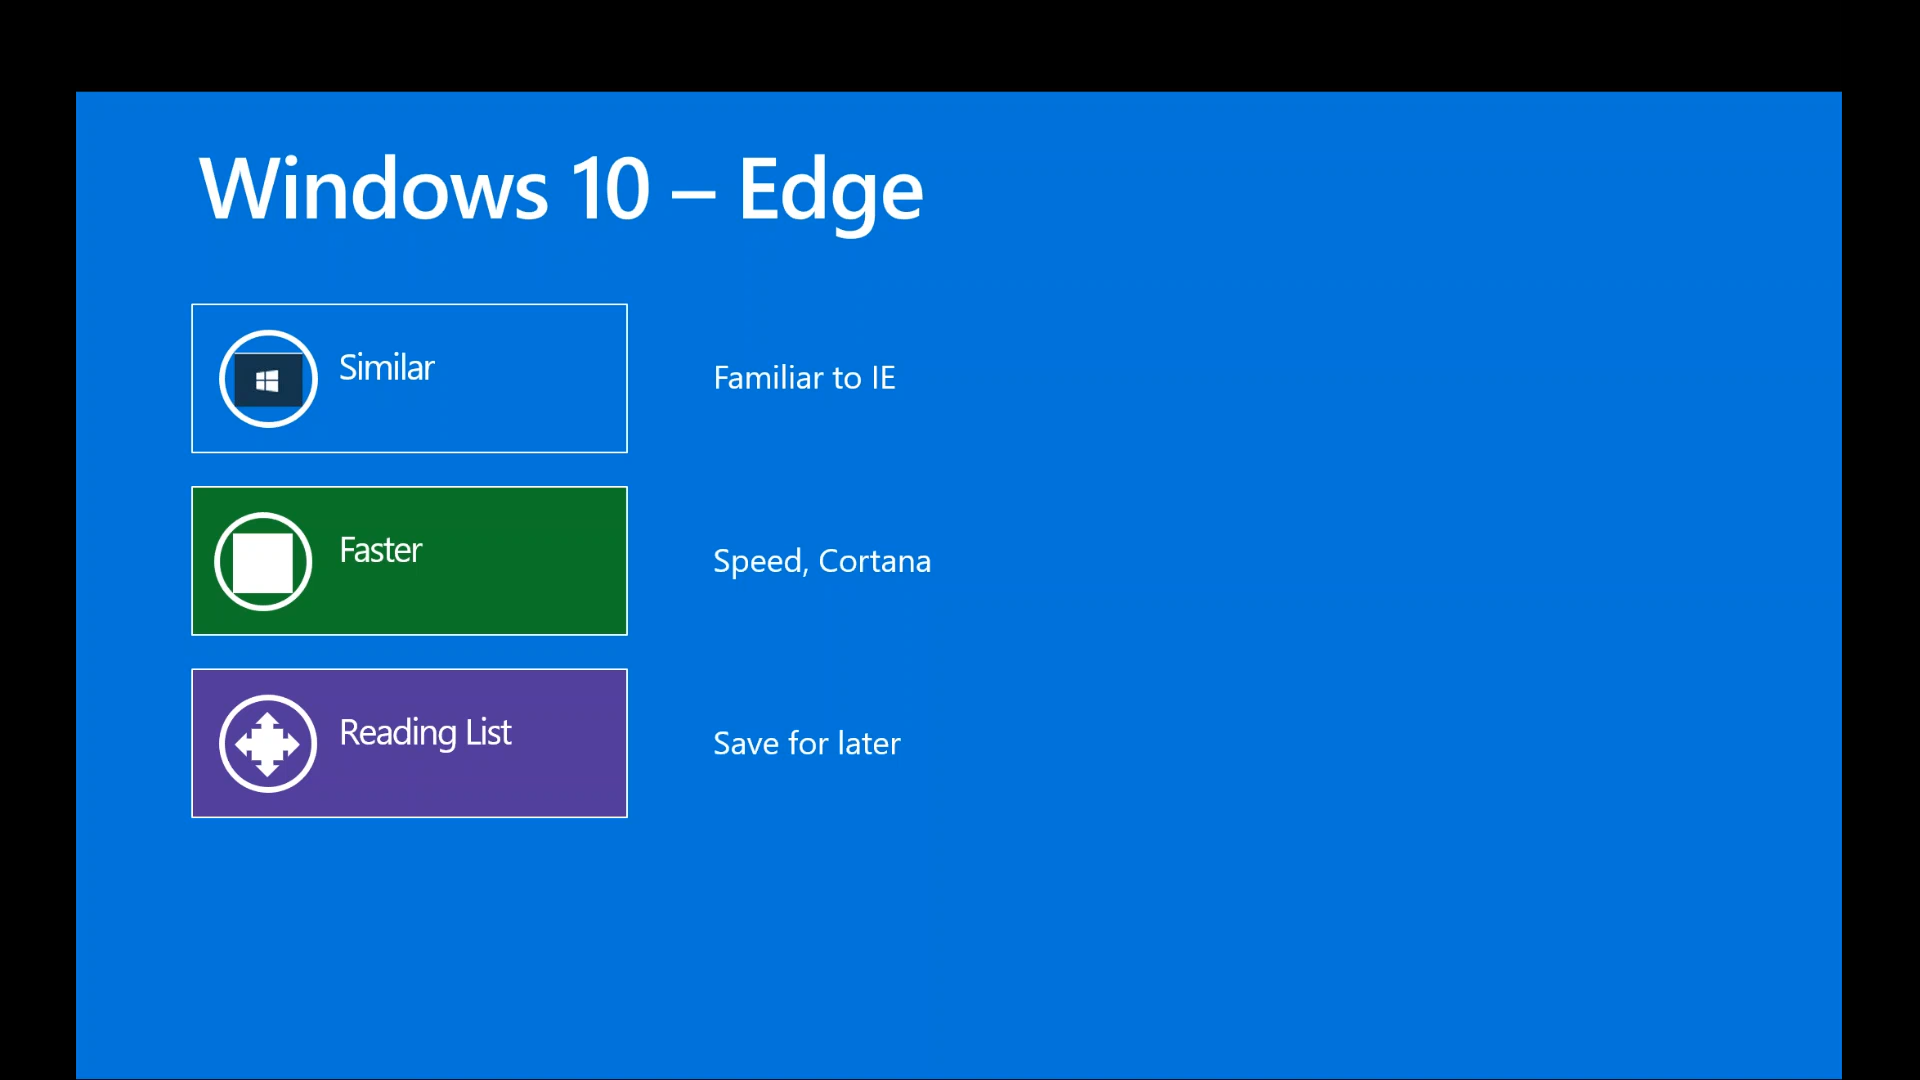 Windows 10 – Edge
Similar
Familiar to IE
Faster
Speed, Cortana
Reading List
Save for later